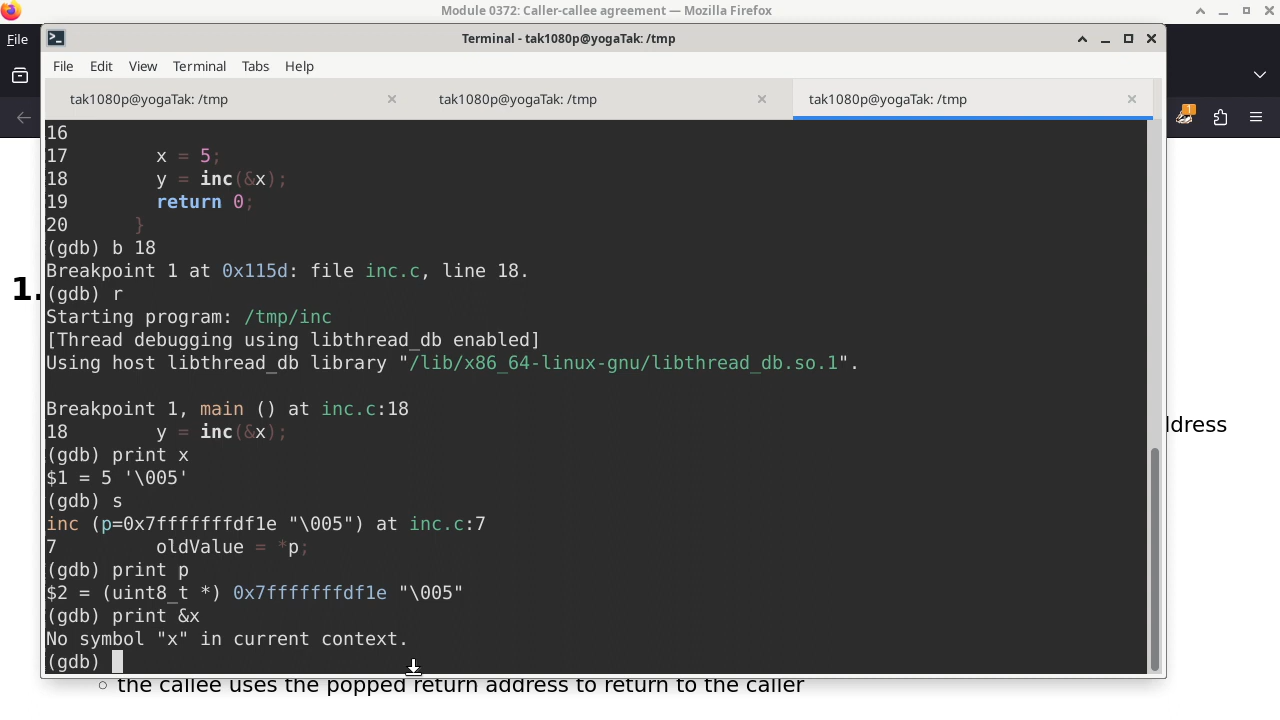 Module 0372: Caller-callee agreement — Mozilla Firefox
File
Terminal - tak1080p@yogaTak: /tmp
File Edit View Terminal Tabs Help
tak1080p@yogaTak: /tmp
tak1080p@yogaTak: /tmp
tak1080p@yogaTak: /tmp
1
16
17        x = 5;
18        y = inc(&x);
19        return 0;
20      }
(gdb) b 18
Breakpoint 1 at 0x115d: file inc.c, line 18.
(gdb) r
Starting program: /tmp/inc
[Thread debugging using libthread_db enabled]
Using host libthread_db library "/lib/x86_64-linux-gnu/libthread_db.so.1".
Breakpoint 1, main () at inc.c:18
18        y = inc(&x);
(gdb) print x
$1 = 5 '\005'
(gdb) s
inc (p=0x7fffffffdf1e "\005") at inc.c:7
7         oldValue = *p;
(gdb) print p
$2 = (uint8_t *) 0x7fffffffdf1e "\005"
(gdb) print &x
No symbol "x" in current context.
(gdb)
1.
ldress
the callee uses the popped return address to return to the caller